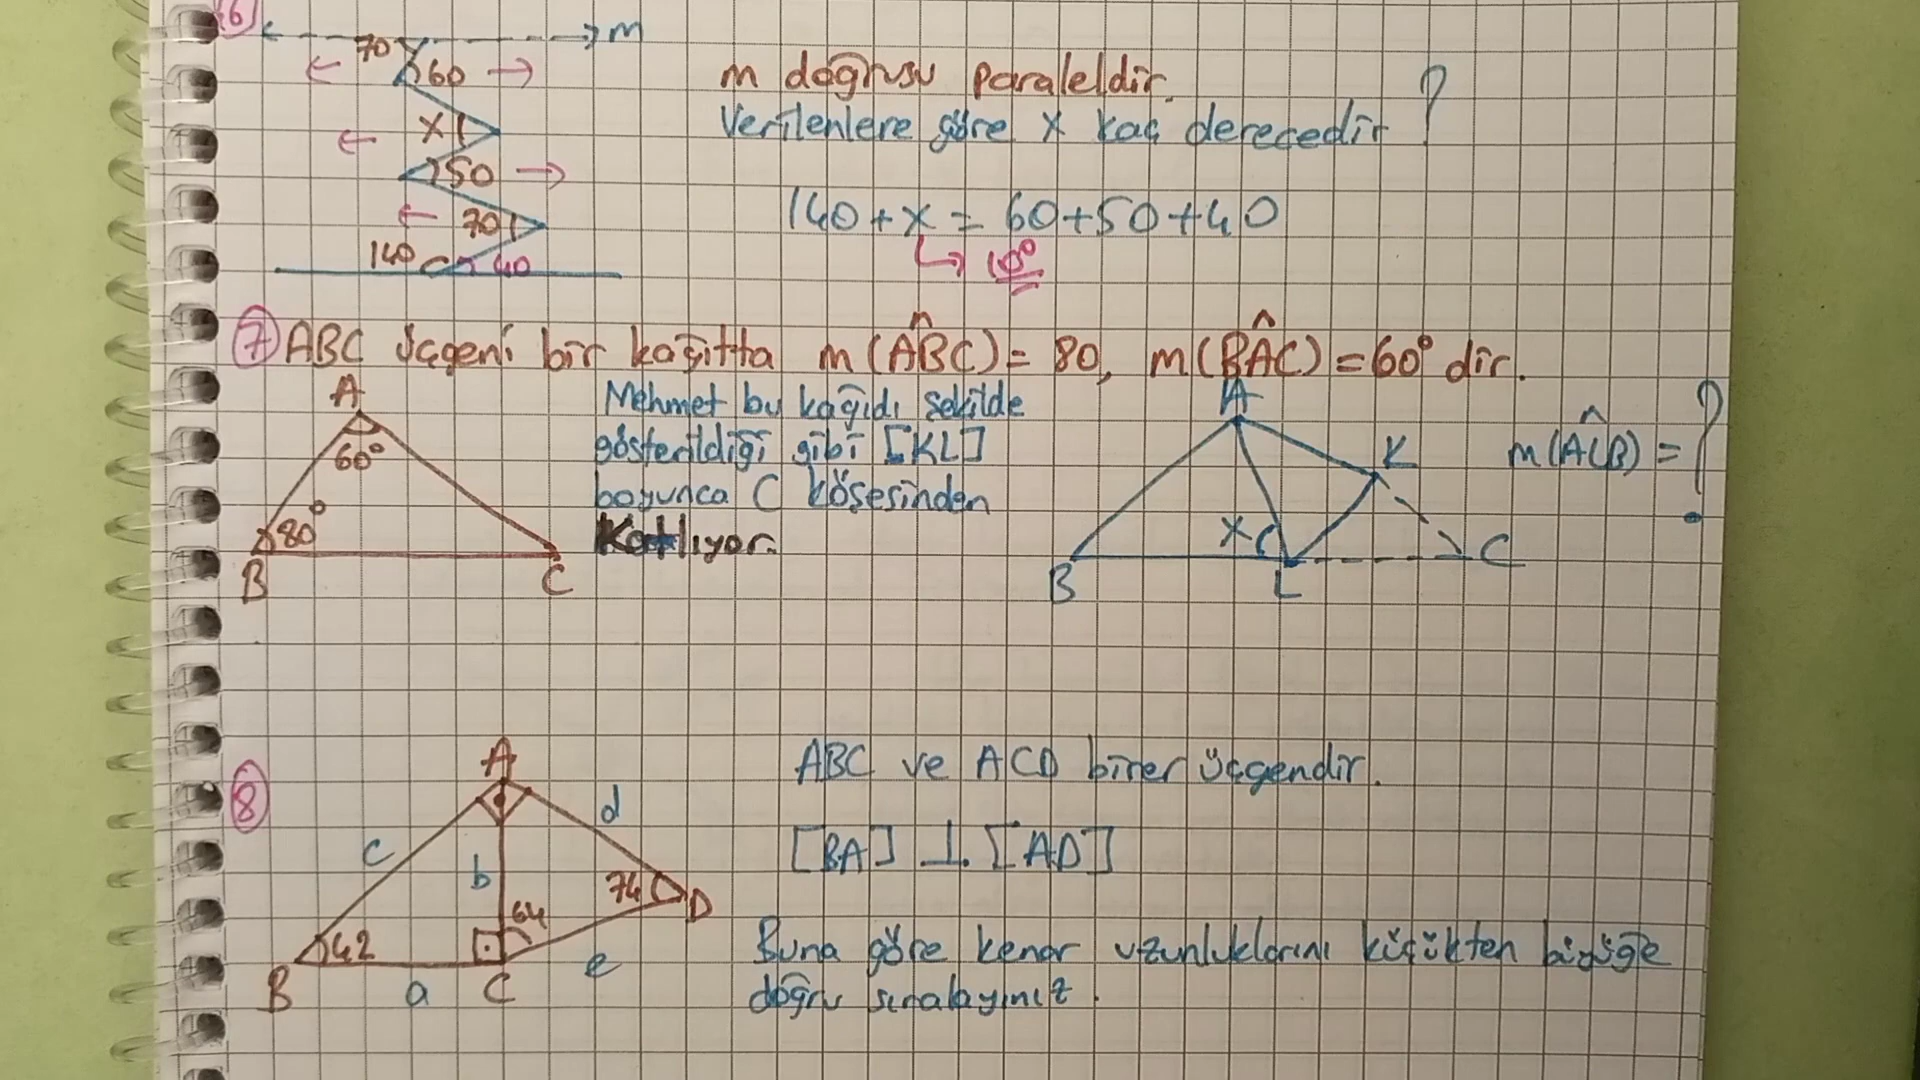 6
m
70
60
m doğrusu paraleldir.
x
Verilenlere göre x kaç derecedir ?
50
70
140 + x = 60+50+40
140
40
10°
7 ABC üçgeni bir kağıtta m(ABC) = 80, m(BAC) = 60° dir.
A
60°
80°
B
C
Mehmet bu kağıdı şekilde
gösterildiği gibi [KL]
boyunca C köşesinden
Katlıyor.
A
K
x
B
L
C
m(ALB) = ?
8
A
c
b
d
42
64
74
D
B
a
C
e
ABC ve ACD birer üçgendir.
[BA] ⊥ [AD]
Buna göre kenar uzunluklarını küçükten büyüğe
doğru sıralayınız.